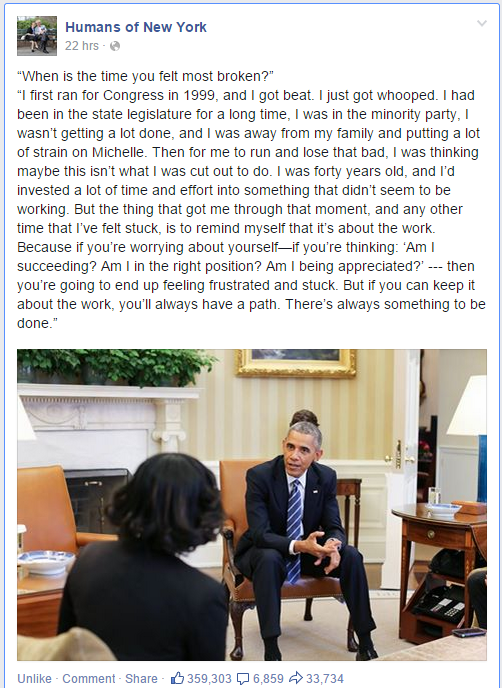 Humans of New York
22 hrs ·
“When is the time you felt most broken?”
“I first ran for Congress in 1999, and I got beat. I just got whooped. I had
been in the state legislature for a long time, I was in the minority party, I
wasn’t getting a lot done, and I was away from my family and putting a lot
of strain on Michelle. Then for me to run and lose that bad, I was thinking
maybe this isn’t what I was cut out to do. I was forty years old, and I’d
invested a lot of time and effort into something that didn’t seem to be
working. But the thing that got me through that moment, and any other
time that I’ve felt stuck, is to remind myself that it’s about the work.
Because if you’re worrying about yourself—if you’re thinking: ‘Am I
succeeding? Am I in the right position? Am I being appreciated?’ --- then
you’re going to end up feeling frustrated and stuck. But if you can keep it
about the work, you’ll always have a path. There’s always something to be
done.”
Unlike · Comment · Share · 359,303 6,859 33,734